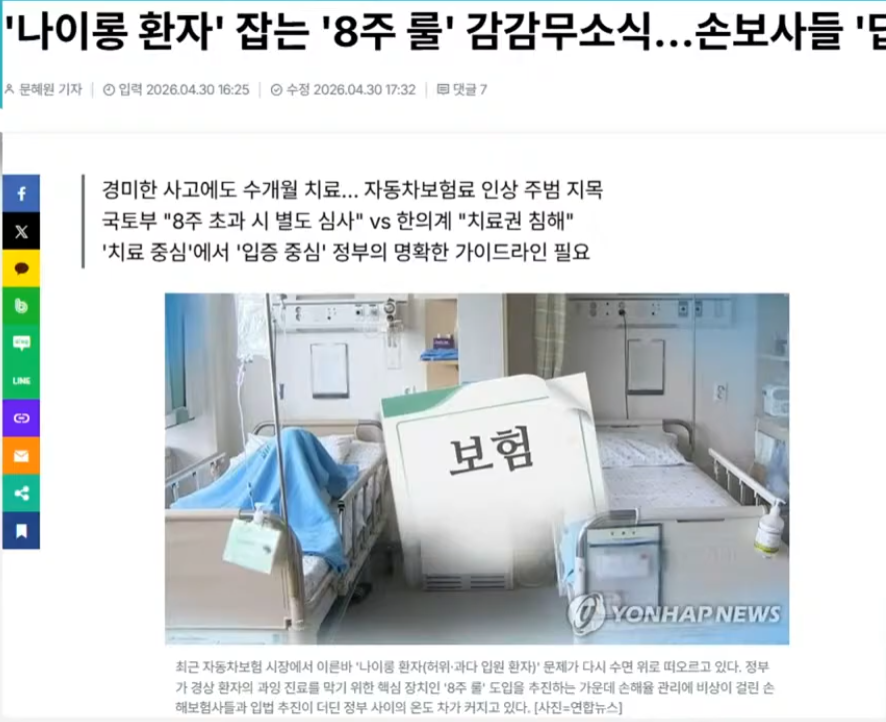 '나이롱 환자' 잡는 '8주 룰' 감감무소식...손보사들
문혜원 기자 입력 2026.04.30 16:25 수정 2026.04.30 17:32 댓글 7
경미한 사고에도 수개월 치료... 자동차보험료 인상 주범 지목
국토부 "8주 초과 시 별도 심사" vs 한의계 "치료권 침해"
'치료 중심'에서 '입증 중심' 정부의 명확한 가이드라인 필요
LINE
보험
YONHAP NEWS
최근 자동차보험 시장에서 이른바 '나이롱 환자(허위·과다 입원 환자)' 문제가 다시 수면 위로 떠오르고 있다. 정부
가 경상 환자의 과잉 진료를 막기 위한 핵심 장치인 '8주 룰' 도입을 추진하는 가운데 손해율 관리에 비상이 걸린 손
해보험사들과 입법 추진이 더딘 정부 사이의 온도 차가 커지고 있다. [사진=연합뉴스]